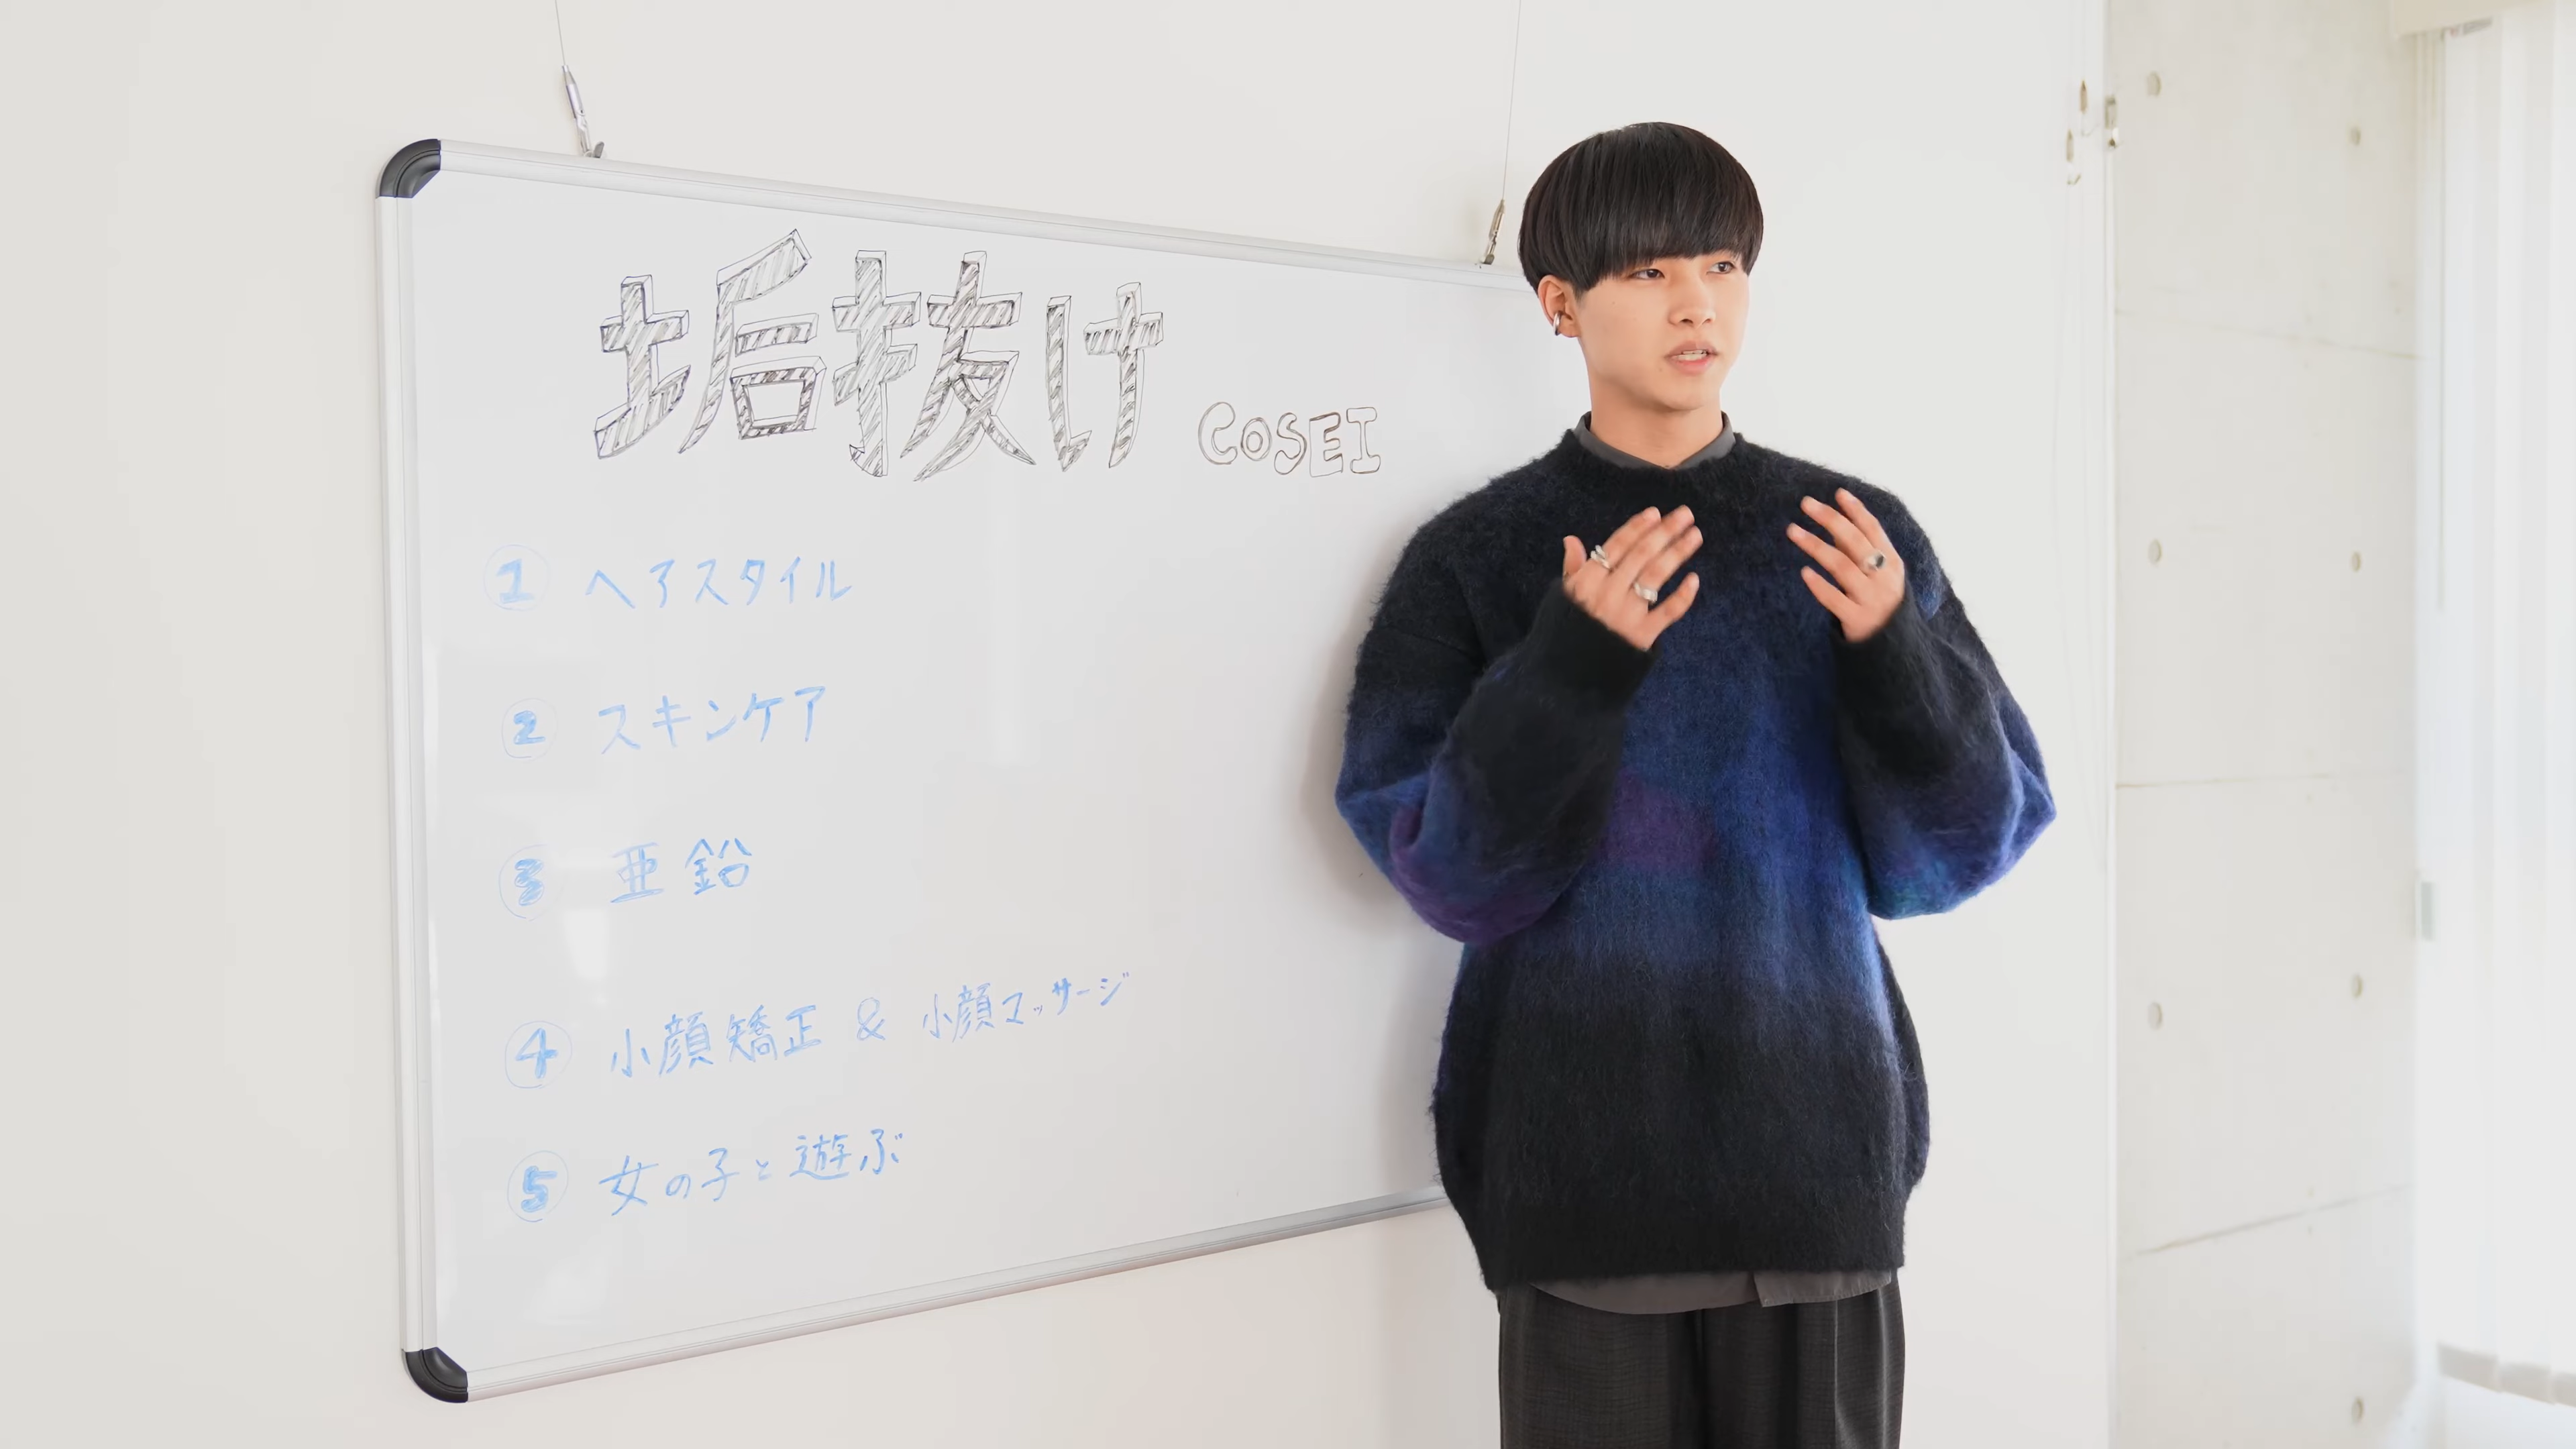 垢抜け COSEI
① ヘアスタイル
② スキンケア
③ 亜鉛
④ 小顔矯正 & 小顔マッサージ
⑤ 女の子と遊ぶ